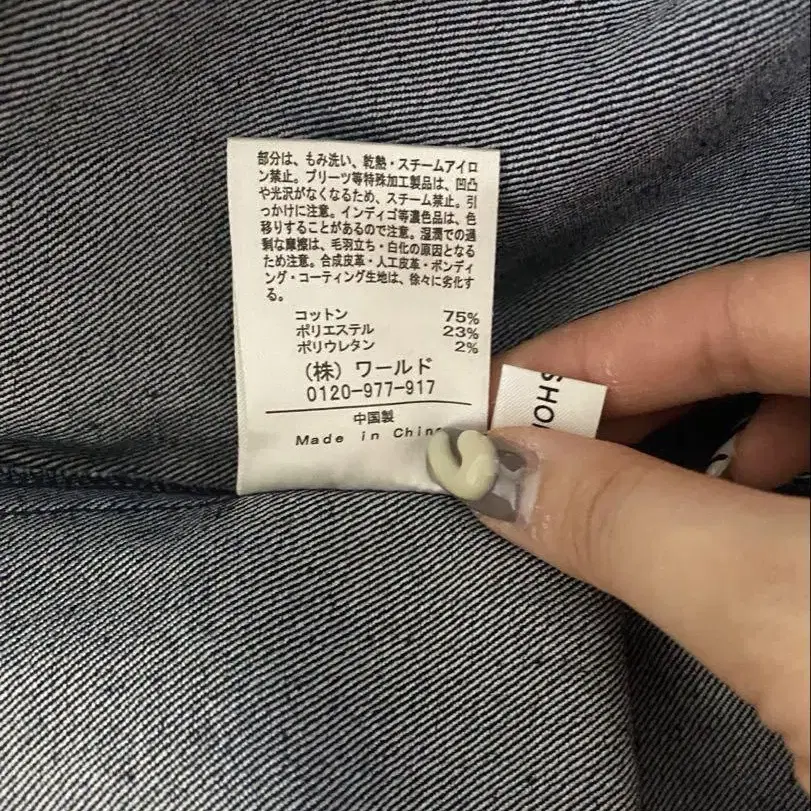 部分は、もみ洗い、乾熱・スチームアイロ
ン禁止。プリーツ等特殊加工製品は、凹凸
や光沢がなくなるため、スチーム禁止。引
っかけに注意。インディゴ等濃色品は、色
移りすることがあるので注意。湿潤での過
剰な摩擦は、毛羽立ち・白化の原因となる
ため注意。合成皮革・人工皮革・ボンディ
ング・コーティング生地は、徐々に劣化す
る。
コットン 75%
ポリエステル 23%
ポリウレタン 2%
(株)ワールド
0120-977-917
中国製
Made in